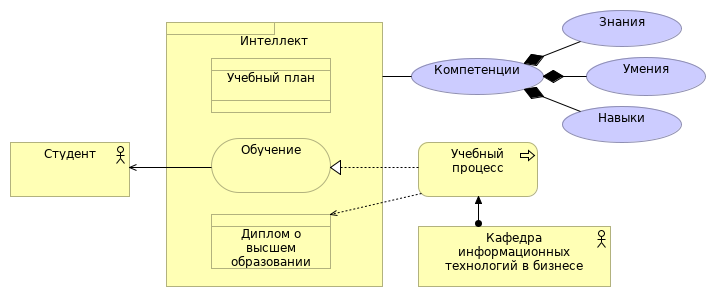 Интеллект
Учебный план
Знания
Компетенции
Умения
Навыки
Студент
Обучение
Учебный
процесс
Диплом о
высшем
образовании
Кафедра
информационных
технологий в бизнесе